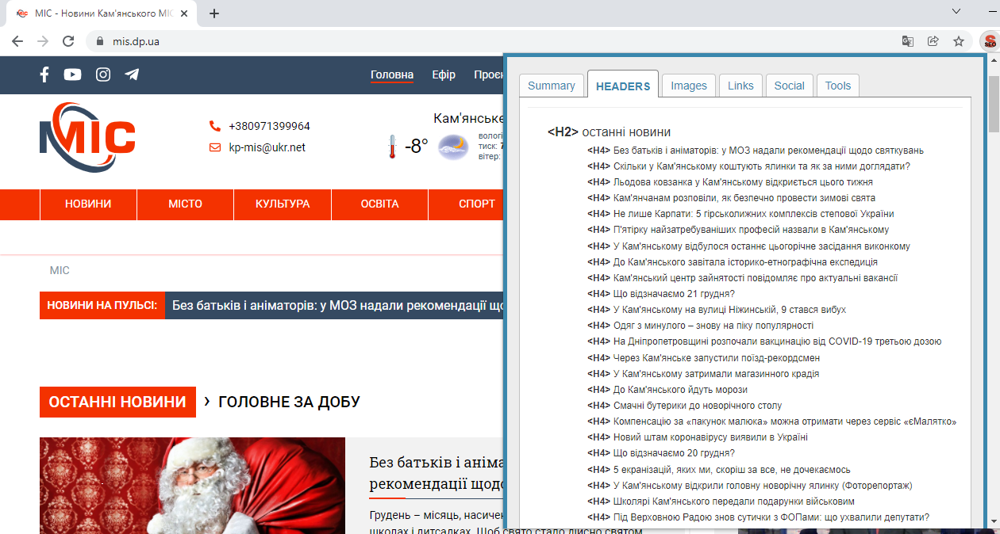 МІС - Новини Кам'янського МІС
mis.dp.ua
SEO
Головна Ефір
МІС
+380971399964
kp-mis@ukr.net
Кам'янське
-8°
тиск:
вітер:
НОВИНИ МІСТО КУЛЬТУРА ОСВІТА СПОРТ
МІС
НОВИНИ НА ПУЛЬСІ: Без батьків і аніматорів: у МОЗ надали рекомендації
ОСТАННІ НОВИНИ › ГОЛОВНЕ ЗА ДОБУ
Без батьків і
рекомендації
Грудень – місяць,
школах і дитсадках. Щоб свято стало дійсно святом
Summary HEADERS Images Links Social Tools
<H2> останні новини
<H4> Без батьків і аніматорів: у МОЗ надали рекомендації щодо святкувань
<H4> Скільки у Кам'янському коштують ялинки та як за ними доглядати?
<H4> Льодова ковзанка у Кам'янському відкриється цього тижня
<H4> Кам'янчанам розповіли, як безпечно провести зимові свята
<H4> Не лише Карпати: 5 гірськолижних комплексів степової України
<H4> П'ятірку найзатребуваніших професій назвали в Кам'янському
<H4> У Кам'янському відбулося останнє цьогорічне засідання виконкому
<H4> До Кам'янського завітала історико-етнографічна експедиція
<H4> Кам'янський центр зайнятості повідомляє про актуальні вакансії
<H4> Що відзначаємо 21 грудня?
<H4> У Кам'янському на вулиці Ніжинській, 9 стався вибух
<H4> Одяг з минулого – знову на піку популярності
<H4> На Дніпропетровщині розпочали вакцинацію від COVID-19 третьою дозою
<H4> Через Кам'янське запустили поїзд-рекордсмен
<H4> У Кам'янському затримали магазинного крадія
<H4> До Кам'янського йдуть морози
<H4> Смачні бутерики до новорічного столу
<H4> Компенсацію за «пакунок малюка» можна отримати через сервіс «єМалятко»
<H4> Новий штам коронавірусу виявили в Україні
<H4> Що відзначаємо 20 грудня?
<H4> 5 екранізацій, яких ми, скоріш за все, не дочекаємось
<H4> У Кам'янському відкрили головну новорічну ялинку (Фоторепортаж)
<H4> Школярі Кам'янського передали подарунки військовим
<H4> Під Верховною Радою знов сутички з ФОПами: що ухвалили депутати?